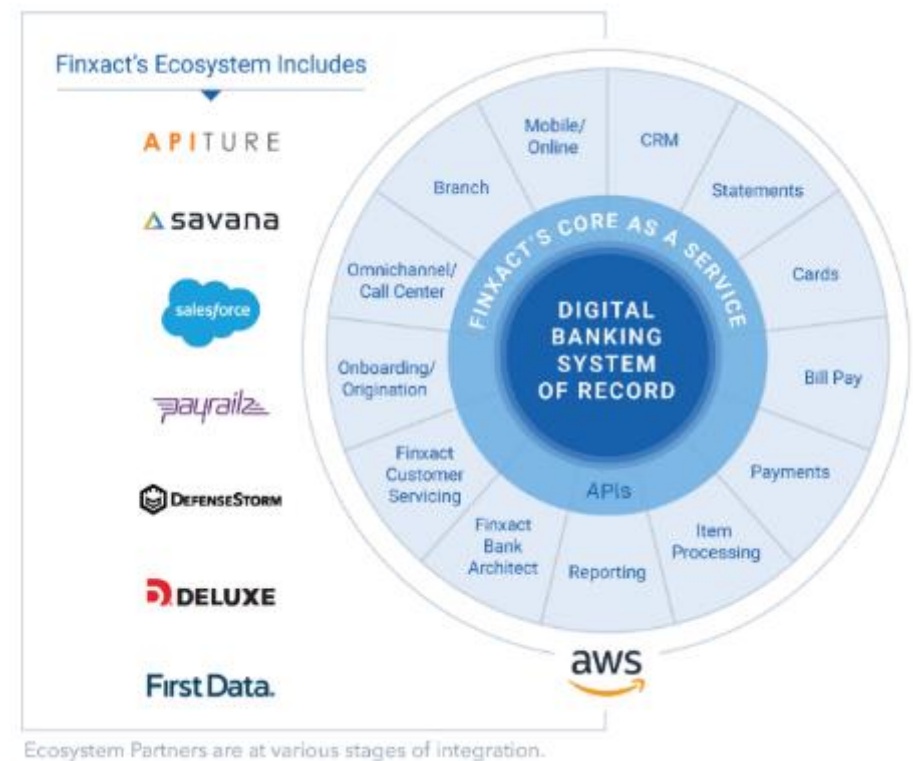 Finxact's Ecosystem Includes
APITURE
savana
salesforce
payrailz
DEFENSESTORM
DELUXE
First Data.
Mobile/
Online
CRM
Statements
Cards
Bill Pay
Payments
Item
Processing
Reporting
Finxact
Bank
Architect
Finxact
Customer
Servicing
Onboarding/
Origination
Omnichannel/
Call Center
Branch
FINXACT'S CORE AS A SERVICE
DIGITAL
BANKING
SYSTEM
OF RECORD
APIs
aws
Ecosystem Partners are at various stages of integration.